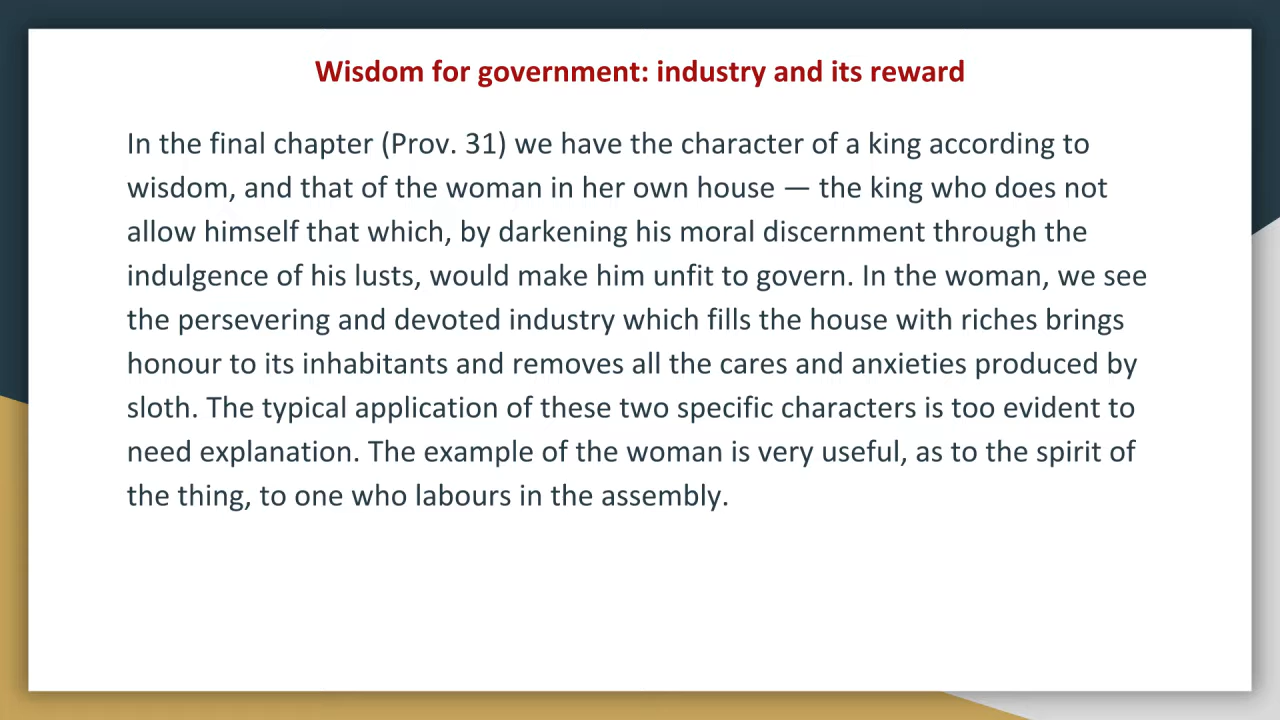 Wisdom for government: industry and its reward
In the final chapter (Prov. 31) we have the character of a king according to
wisdom, and that of the woman in her own house — the king who does not
allow himself that which, by darkening his moral discernment through the
indulgence of his lusts, would make him unfit to govern. In the woman, we see
the persevering and devoted industry which fills the house with riches brings
honour to its inhabitants and removes all the cares and anxieties produced by
sloth. The typical application of these two specific characters is too evident to
need explanation. The example of the woman is very useful, as to the spirit of
the thing, to one who labours in the assembly.